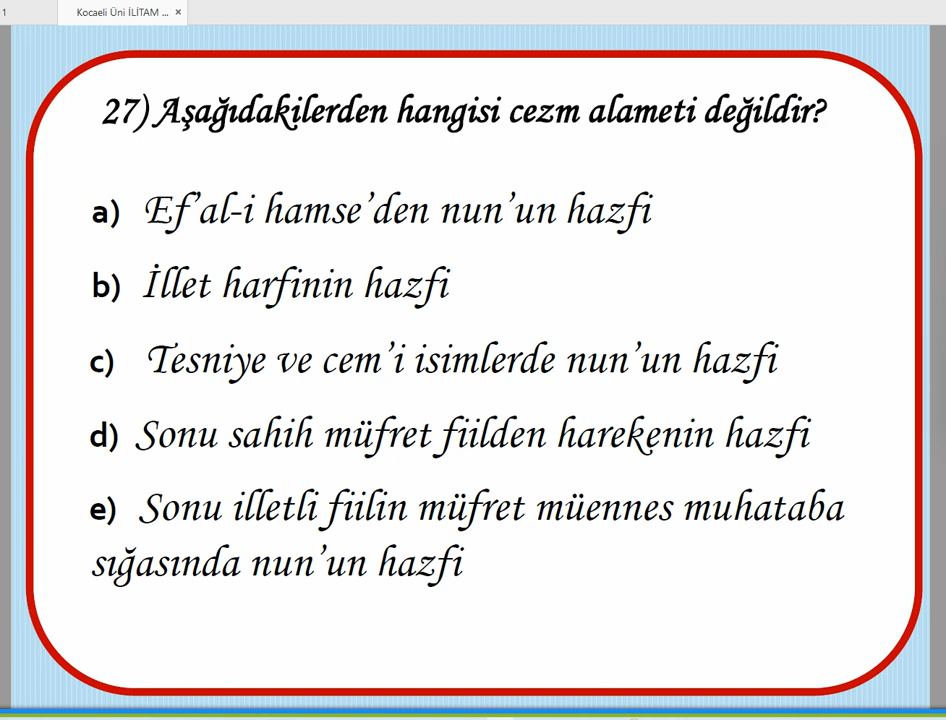 1
Kocaeli Üni İLİTAM ... ×
27) Aşağıdakilerden hangisi cezm alameti değildir?
a) Ef'al-i hamse'den nun'un hazfi
b) İllet harfinin hazfi
c) Tesniye ve cem'i isimlerde nun'un hazfi
d) Sonu sahih müfret fiilden harekenin hazfi
e) Sonu illetli fiilin müfret müennes muhataba
sığasında nun'un hazfi